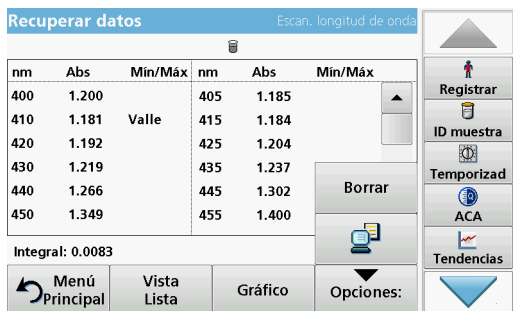 Recuperar datos
Escan. longitud de onda
nm Abs Mín/Máx nm Abs Mín/Máx
400 1.200 405 1.185
410 1.181 Valle 415 1.184
420 1.192 425 1.204
430 1.219 435 1.237
440 1.266 445 1.302
450 1.349 455 1.400
Integral: 0.0083
Borrar
Menú
Principal
Vista
Lista
Gráfico
Opciones:
Registrar
ID muestra
Temporizad
ACA
Tendencias